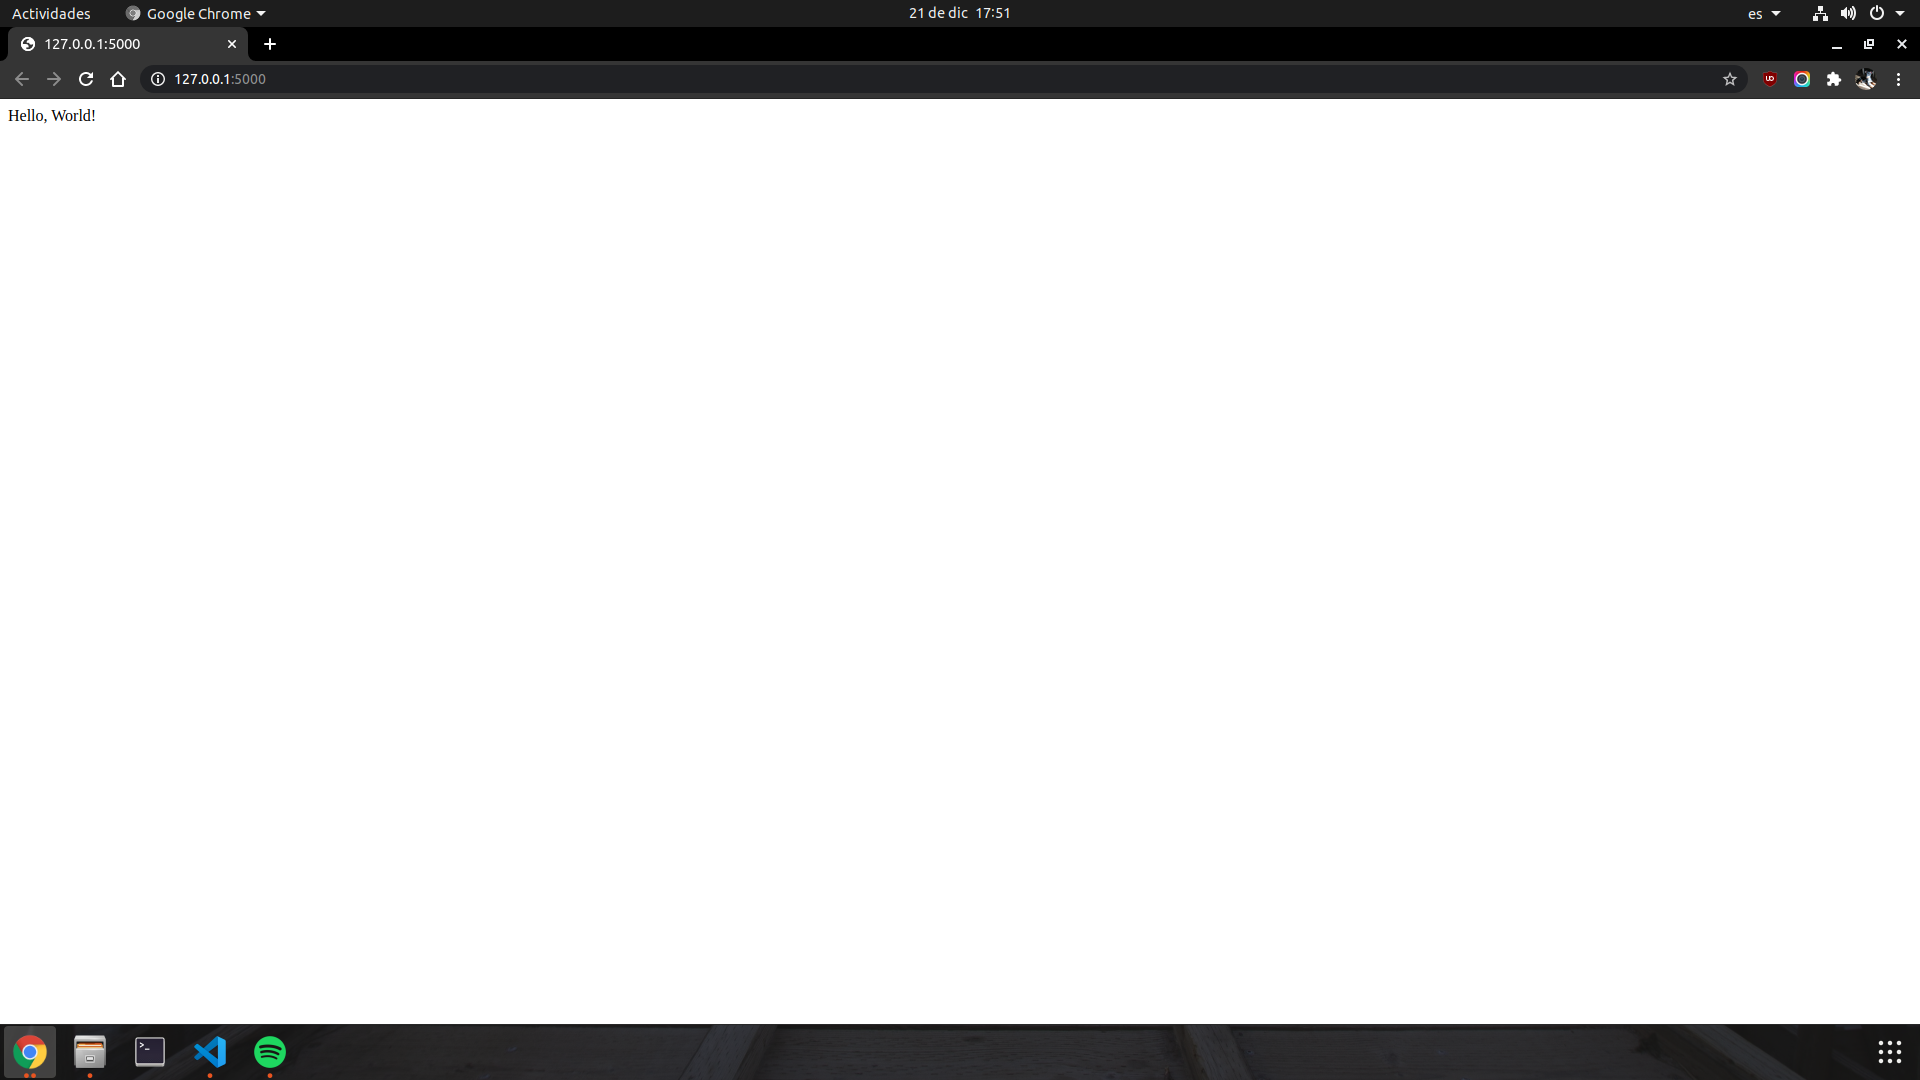 Actividades
Google Chrome
21 de dic 17:51
es
127.0.0.1:5000
127.0.0.1:5000
Hello, World!